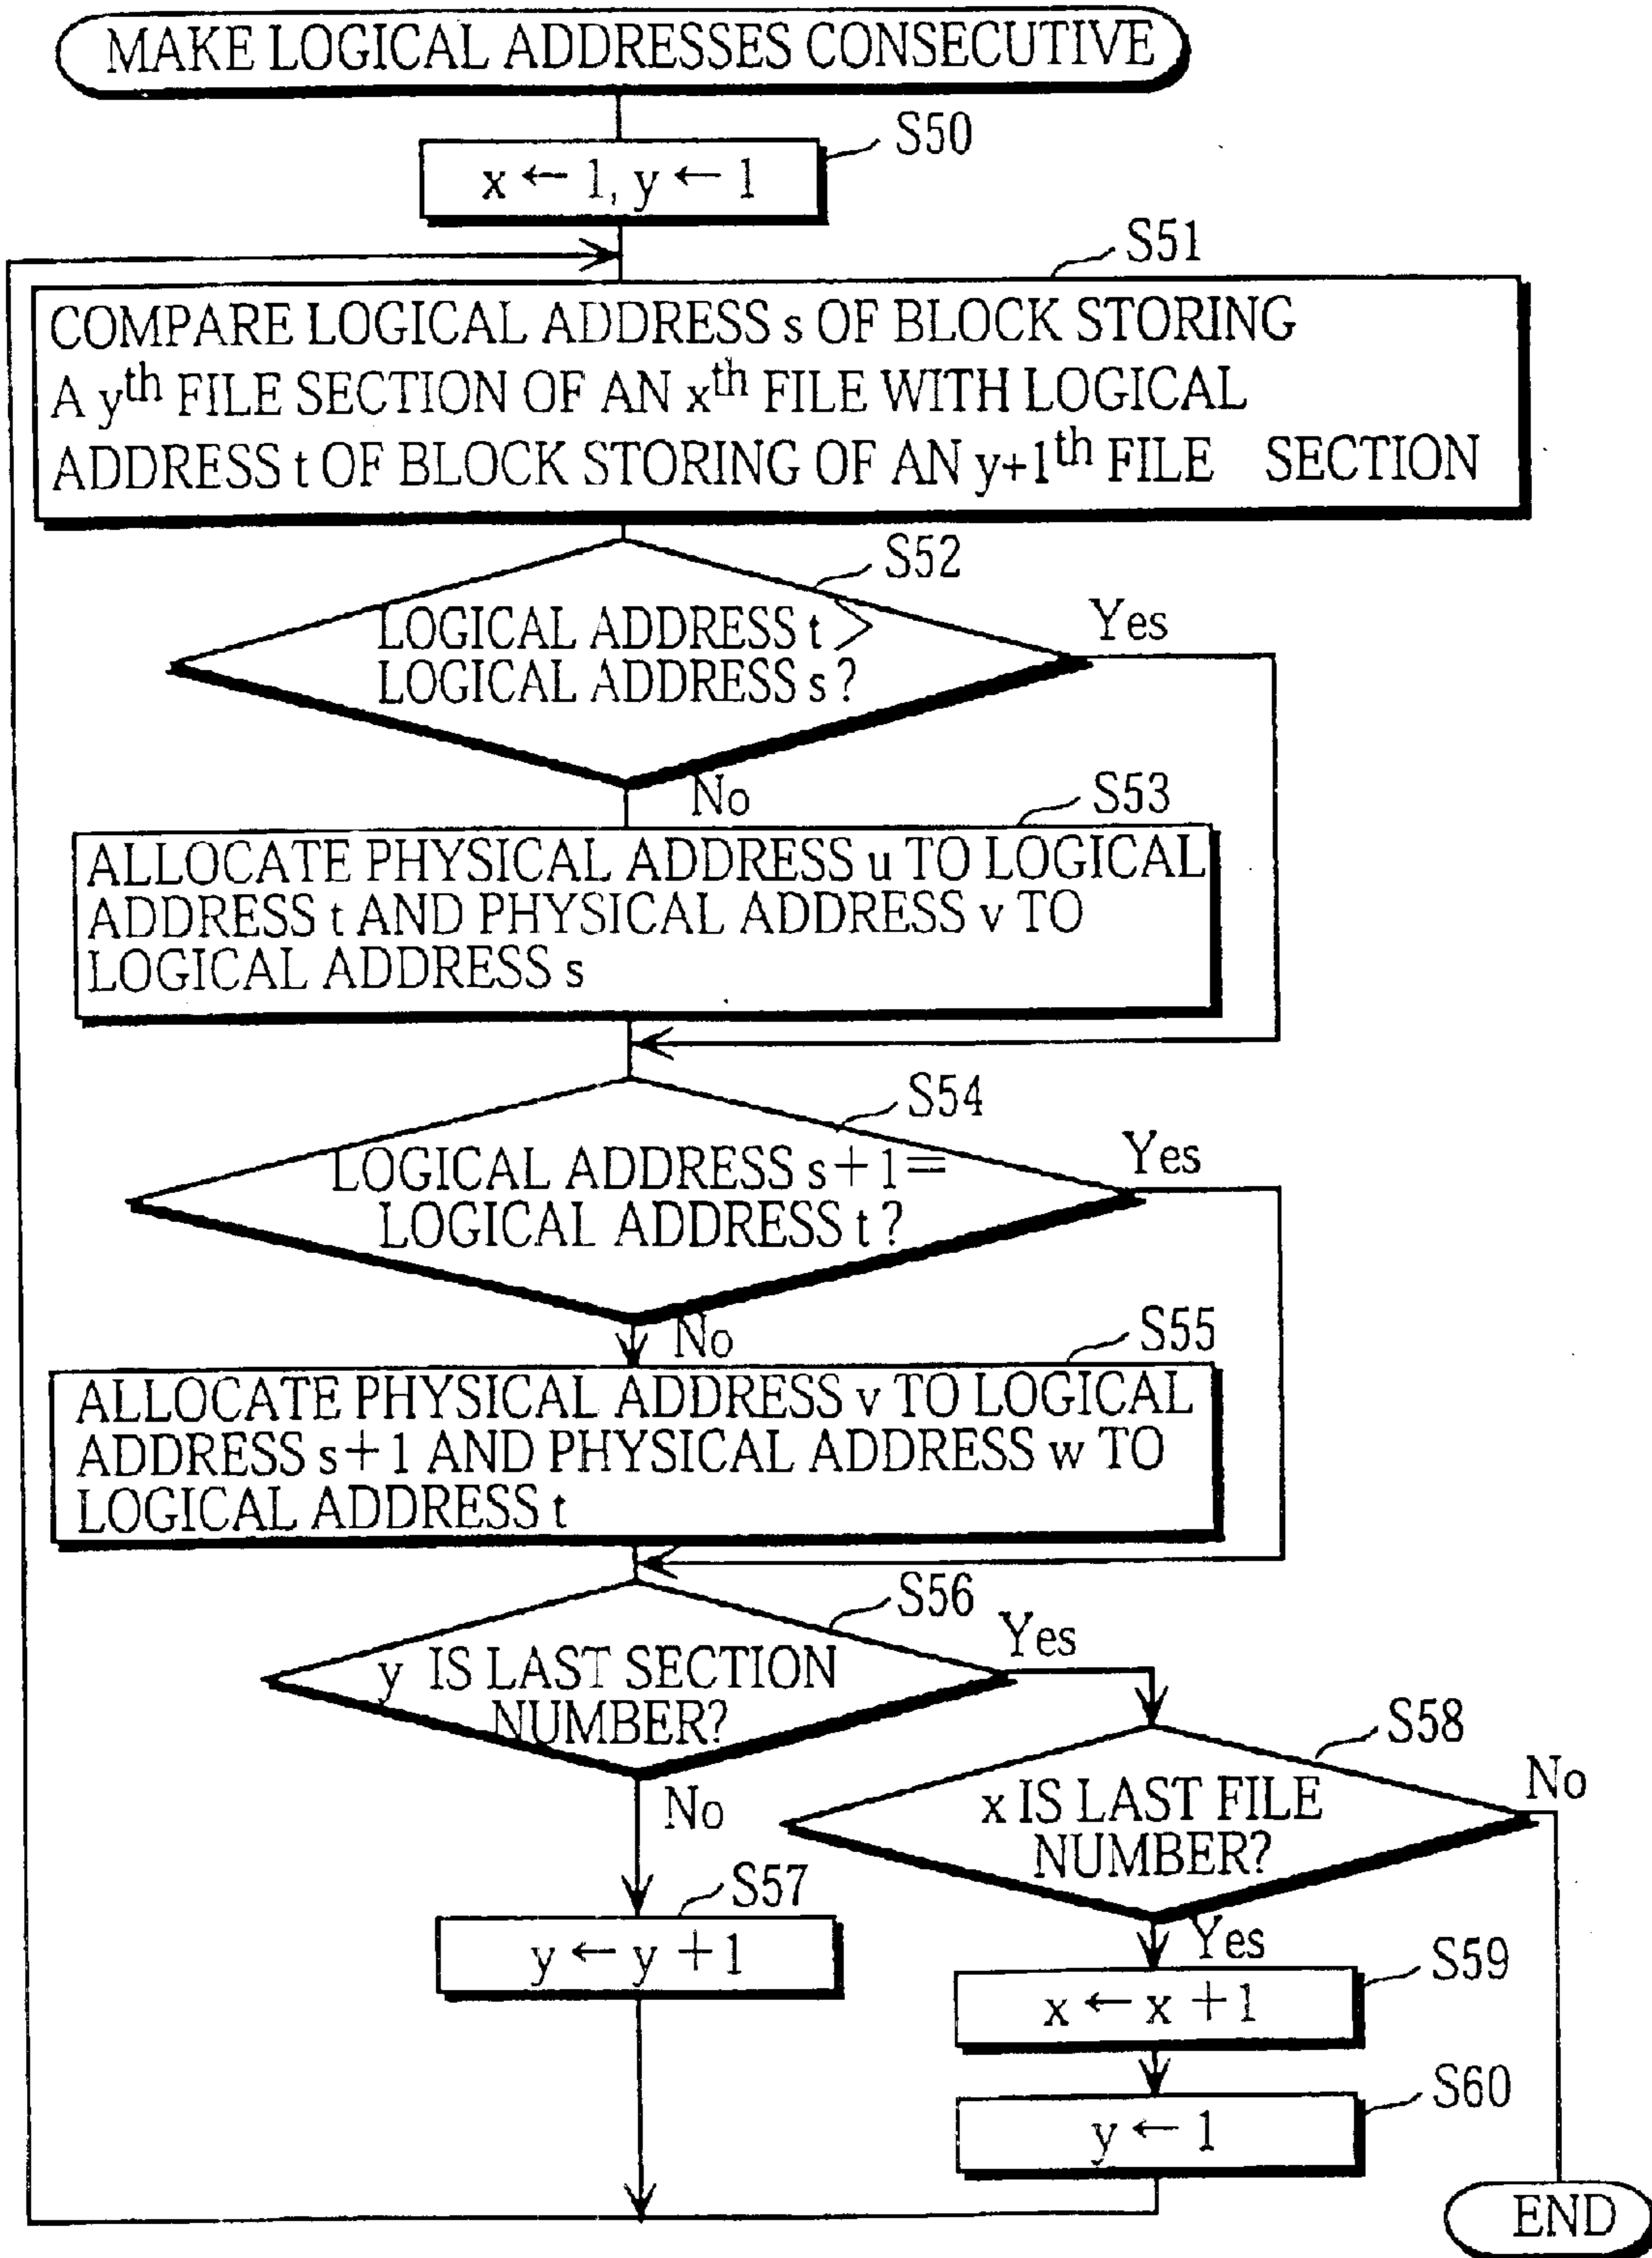 MAKE LOGICAL ADDRESSES CONSECUTIVE
S50
x ← 1, y ← 1
S51
COMPARE LOGICAL ADDRESS s OF BLOCK STORING
A yth FILE SECTION OF AN xth FILE WITH LOGICAL
ADDRESS t OF BLOCK STORING OF AN y+1th FILE SECTION
S52
LOGICAL ADDRESS t >
LOGICAL ADDRESS s?
Yes
No
S53
ALLOCATE PHYSICAL ADDRESS u TO LOGICAL
ADDRESS t AND PHYSICAL ADDRESS v TO
LOGICAL ADDRESS s
S54
LOGICAL ADDRESS s+1=
LOGICAL ADDRESS t?
Yes
No
S55
ALLOCATE PHYSICAL ADDRESS v TO LOGICAL
ADDRESS s+1 AND PHYSICAL ADDRESS w TO
LOGICAL ADDRESS t
S56
y IS LAST SECTION
NUMBER?
Yes
No
S58
x IS LAST FILE
NUMBER?
No
Yes
S57
y ← y +1
S59
x ← x +1
S60
y ← 1
END